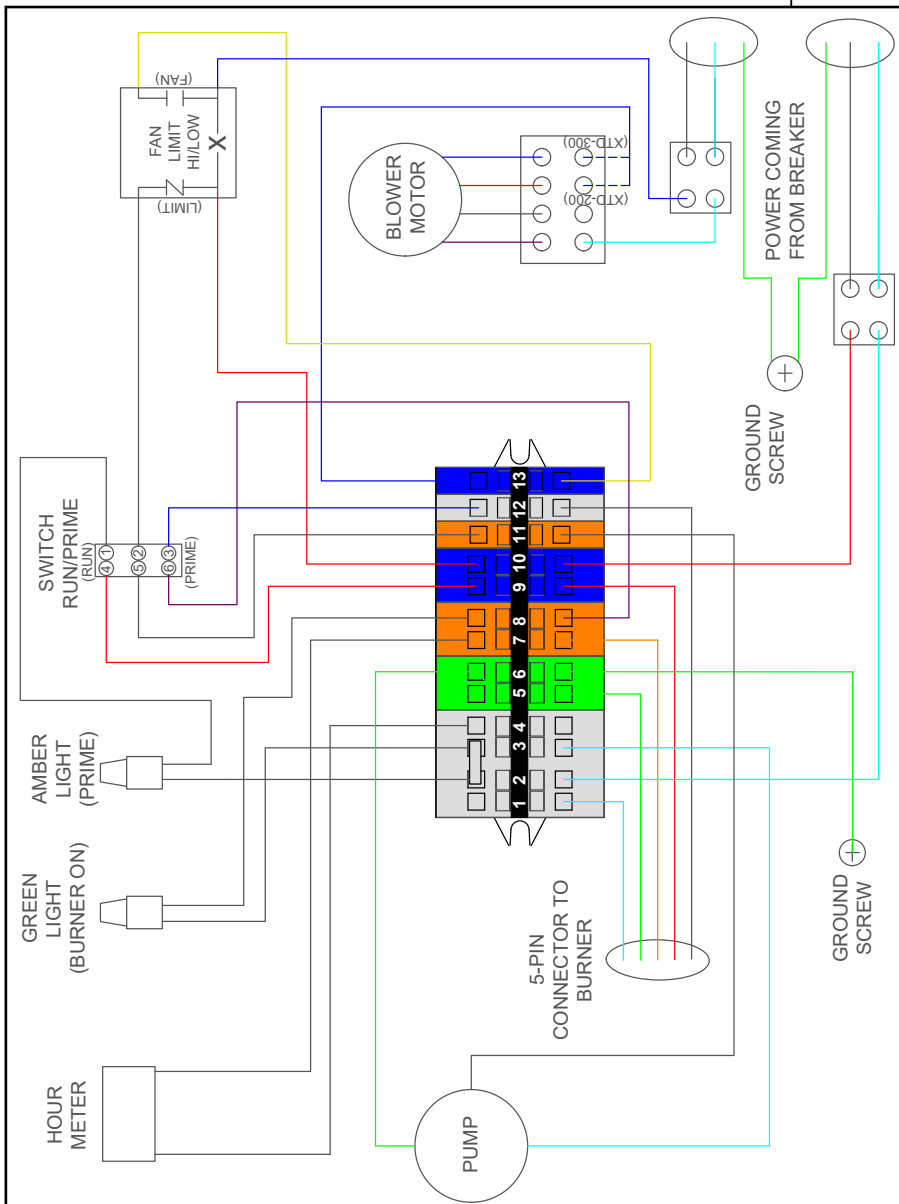 (FAN)
FAN
LIMIT
HI/LOW
X
(LIMIT)
BLOWER
MOTOR
(XTD-300)
(XTD-200)
POWER COMING
FROM BREAKER
GROUND
SCREW
SWITCH
RUN/PRIME
(RUN)
4 1
5 2
6 3
(PRIME)
AMBER
LIGHT
(PRIME)
GREEN
LIGHT
(BURNER ON)
HOUR
METER
1 2 3 4 5 6 7 8 9 10 11 12 13
5-PIN
CONNECTOR TO
BURNER
PUMP
GROUND
SCREW